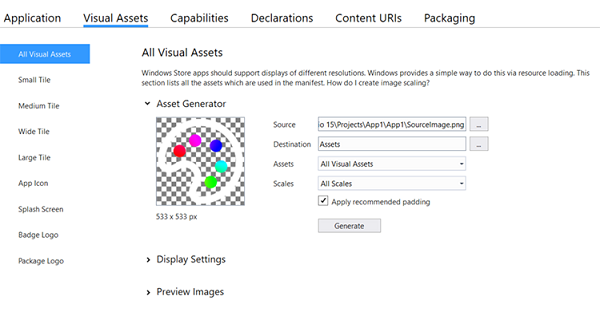 Application Visual Assets Capabilities Declarations Content URIs Packaging
All Visual Assets
Small Tile
Medium Tile
Wide Tile
Large Tile
App Icon
Splash Screen
Badge Logo
Package Logo
All Visual Assets
Windows Store apps should support displays of different resolutions. Windows provides a simple way to do this via resource loading. This
section lists all the assets which are used in the manifest. How do I create image scaling?
Asset Generator
Source o 15\Projects\App1\App1\SourceImage.png ...
Destination Assets ...
Assets All Visual Assets
Scales All Scales
Apply recommended padding
533 x 533 px
Generate
Display Settings
Preview Images